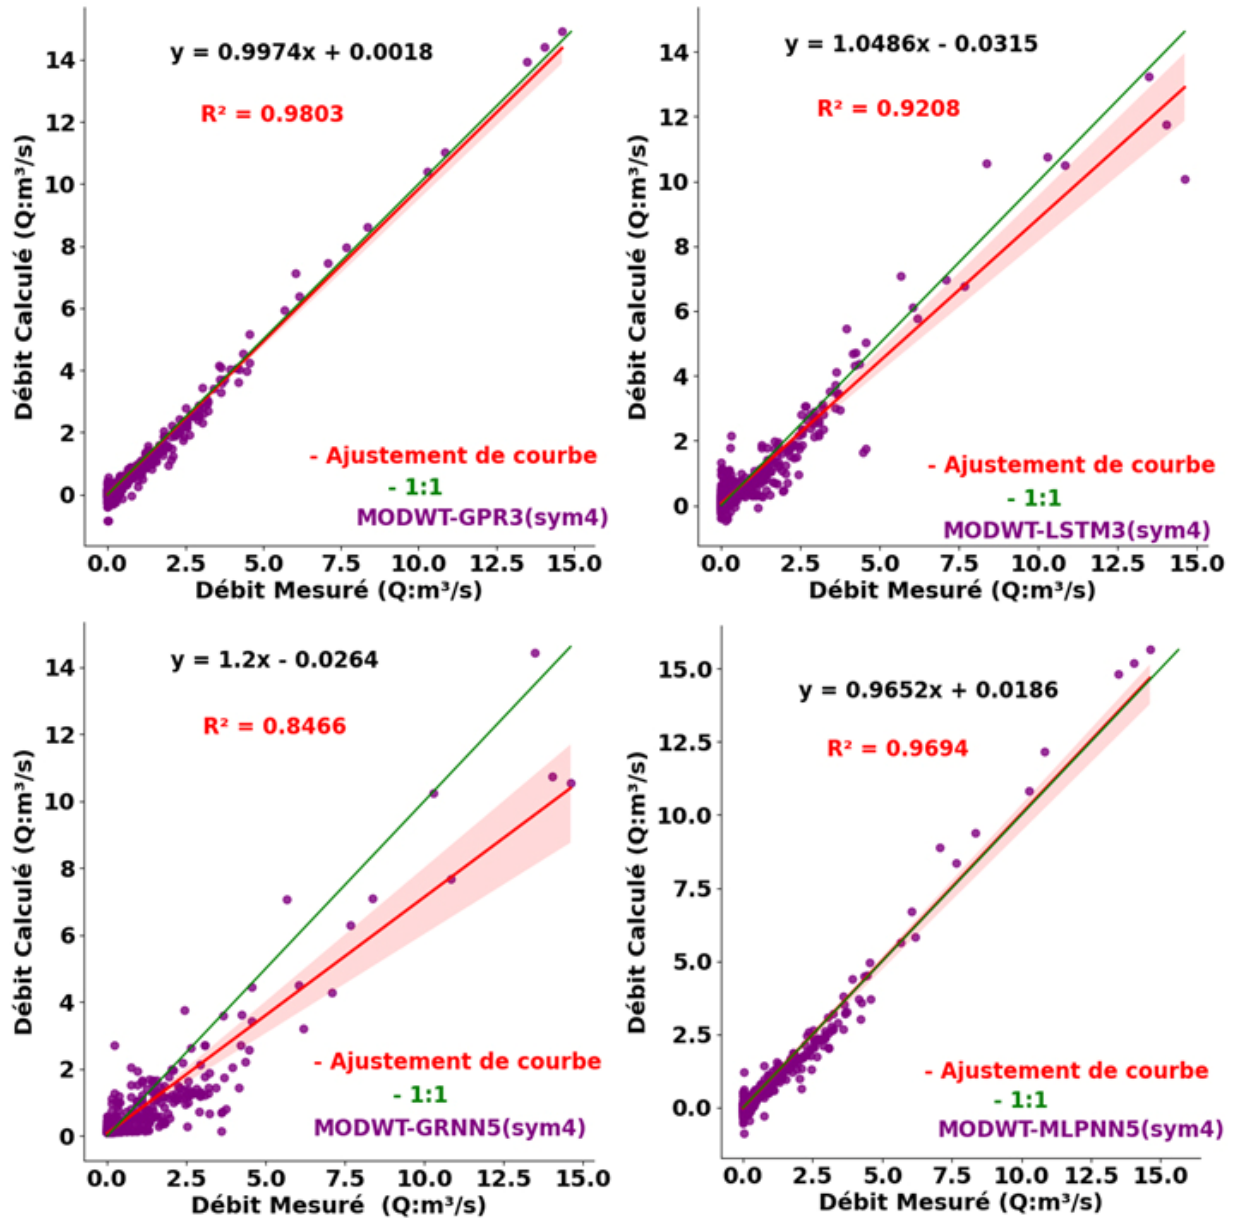 y = 0.9974x + 0.0018
R² = 0.9803
14
12
10
8
6
4
2
0
Débit Calculé (Q:m³/s)
- Ajustement de courbe
- 1:1
MODWT-GPR3(sym4)
0.0 2.5 5.0 7.5 10.0 12.5 15.0
Débit Mesuré (Q:m³/s)
y = 1.0486x - 0.0315
R² = 0.9208
14
12
10
8
6
4
2
0
Débit Calculé (Q:m³/s)
- Ajustement de courbe
- 1:1
MODWT-LSTM3(sym4)
0.0 2.5 5.0 7.5 10.0 12.5 15.0
Débit Mesuré (Q:m³/s)
y = 1.2x - 0.0264
R² = 0.8466
14
12
10
8
6
4
2
0
Débit Calculé (Q:m³/s)
- Ajustement de courbe
- 1:1
MODWT-GRNN5(sym4)
0.0 2.5 5.0 7.5 10.0 12.5 15.0
Débit Mesuré (Q:m³/s)
y = 0.9652x + 0.0186
R² = 0.9694
15.0
12.5
10.0
7.5
5.0
2.5
0.0
Débit Calculé (Q:m³/s)
- Ajustement de courbe
- 1:1
MODWT-MLPNN5(sym4)
0.0 2.5 5.0 7.5 10.0 12.5 15.0
Débit Mesuré (Q:m³/s)